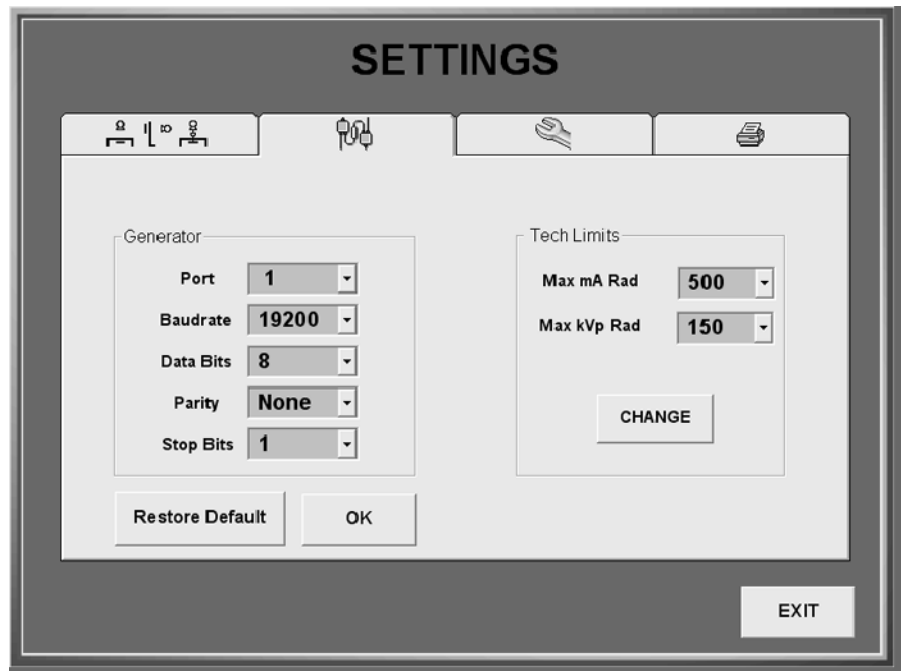 SETTINGS
Generator
Port 1
Baudrate 19200
Data Bits 8
Parity None
Stop Bits 1
Restore Default OK
Tech Limits
Max mA Rad 500
Max kVp Rad 150
CHANGE
EXIT